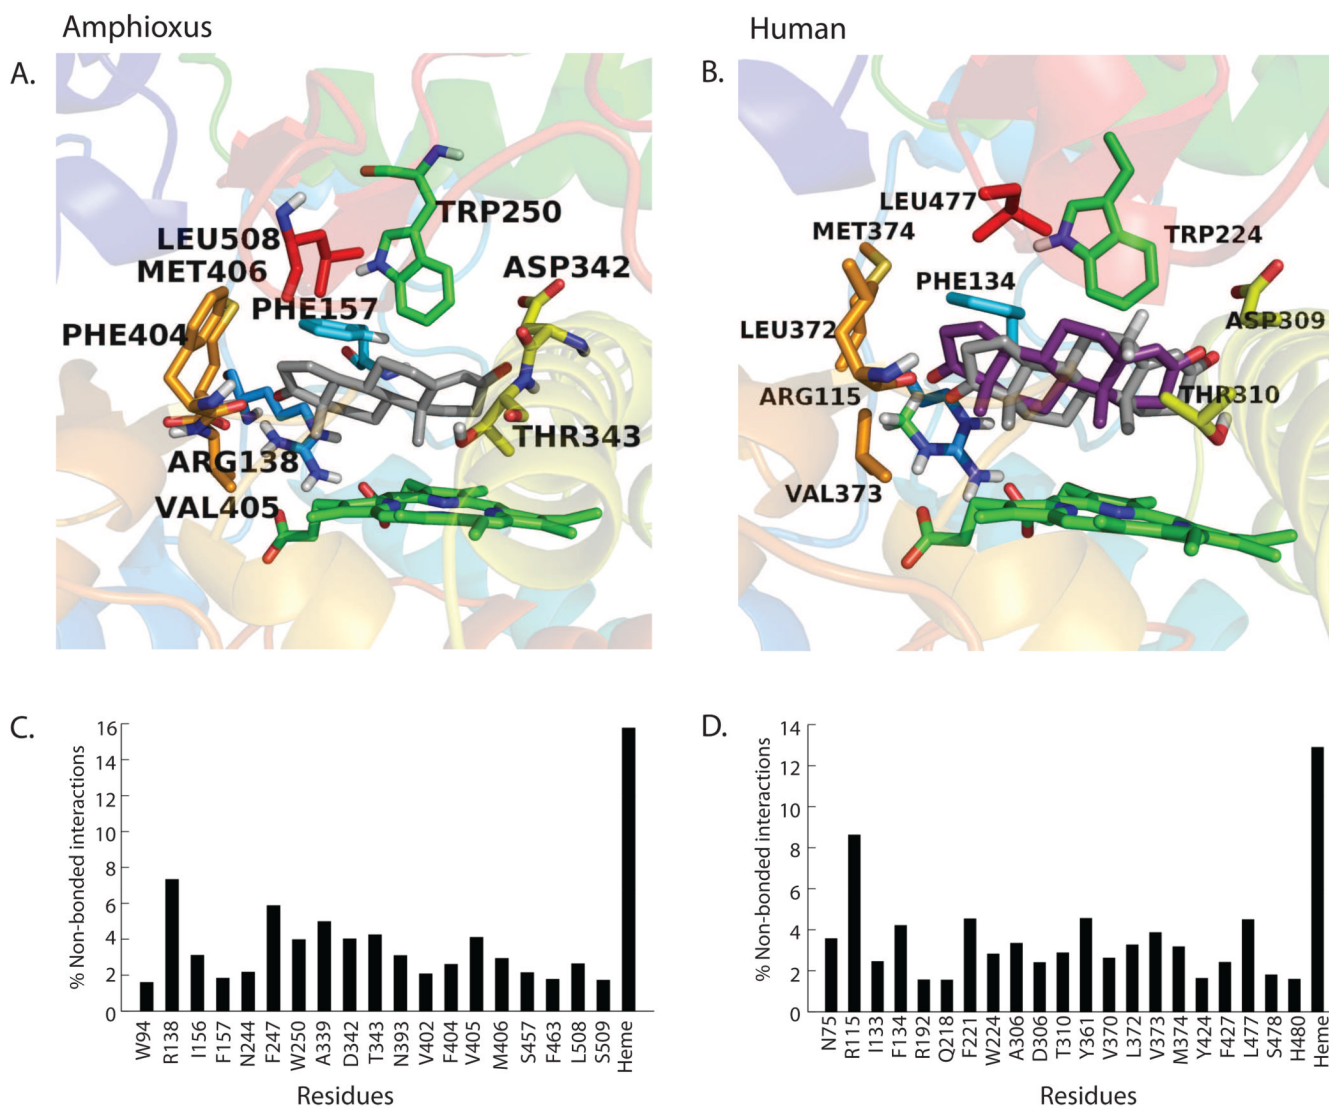 Amphioxus
Human
A.
B.
TRP250
LEU508
MET406
ASP342
PHE157
PHE404
THR343
ARG138
VAL405
LEU477
MET374
TRP224
PHE134
ASP309
LEU372
ARG115
THR310
VAL373
C.
% Non-bonded interactions
16
14
12
10
8
6
4
2
0
W94 R138 I156 F157 N244 F247 W250 A339 D342 T343 N393 V402 F404 V405 M406 S457 F463 L508 S509 Heme
Residues
D.
% Non-bonded interactions
14
12
10
8
6
4
2
0
N75 R115 I133 F134 R192 Q218 F221 W224 A306 D306 T310 Y361 V370 L372 V373 M374 Y424 F427 L477 S478 H480 Heme
Residues